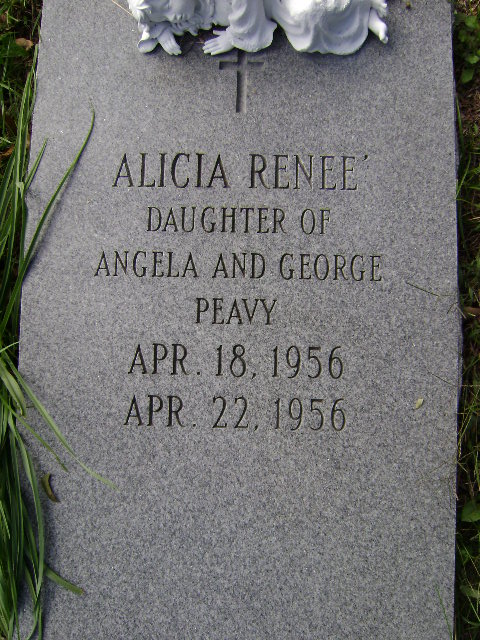 ALICIA RENEE'
DAUGHTER OF
ANGELA AND GEORGE
PEAVY
APR. 18, 1956
APR. 22, 1956